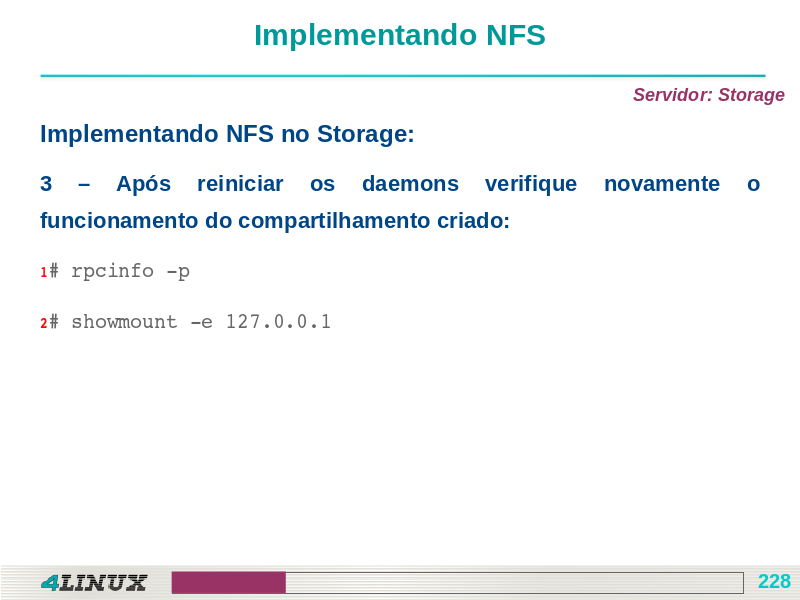 Implementando NFS
Servidor: Storage
Implementando NFS no Storage:
3 – Após reiniciar os daemons verifique novamente o
funcionamento do compartilhamento criado:
1# rpcinfo -p
2# showmount -e 127.0.0.1
4LINUX
228